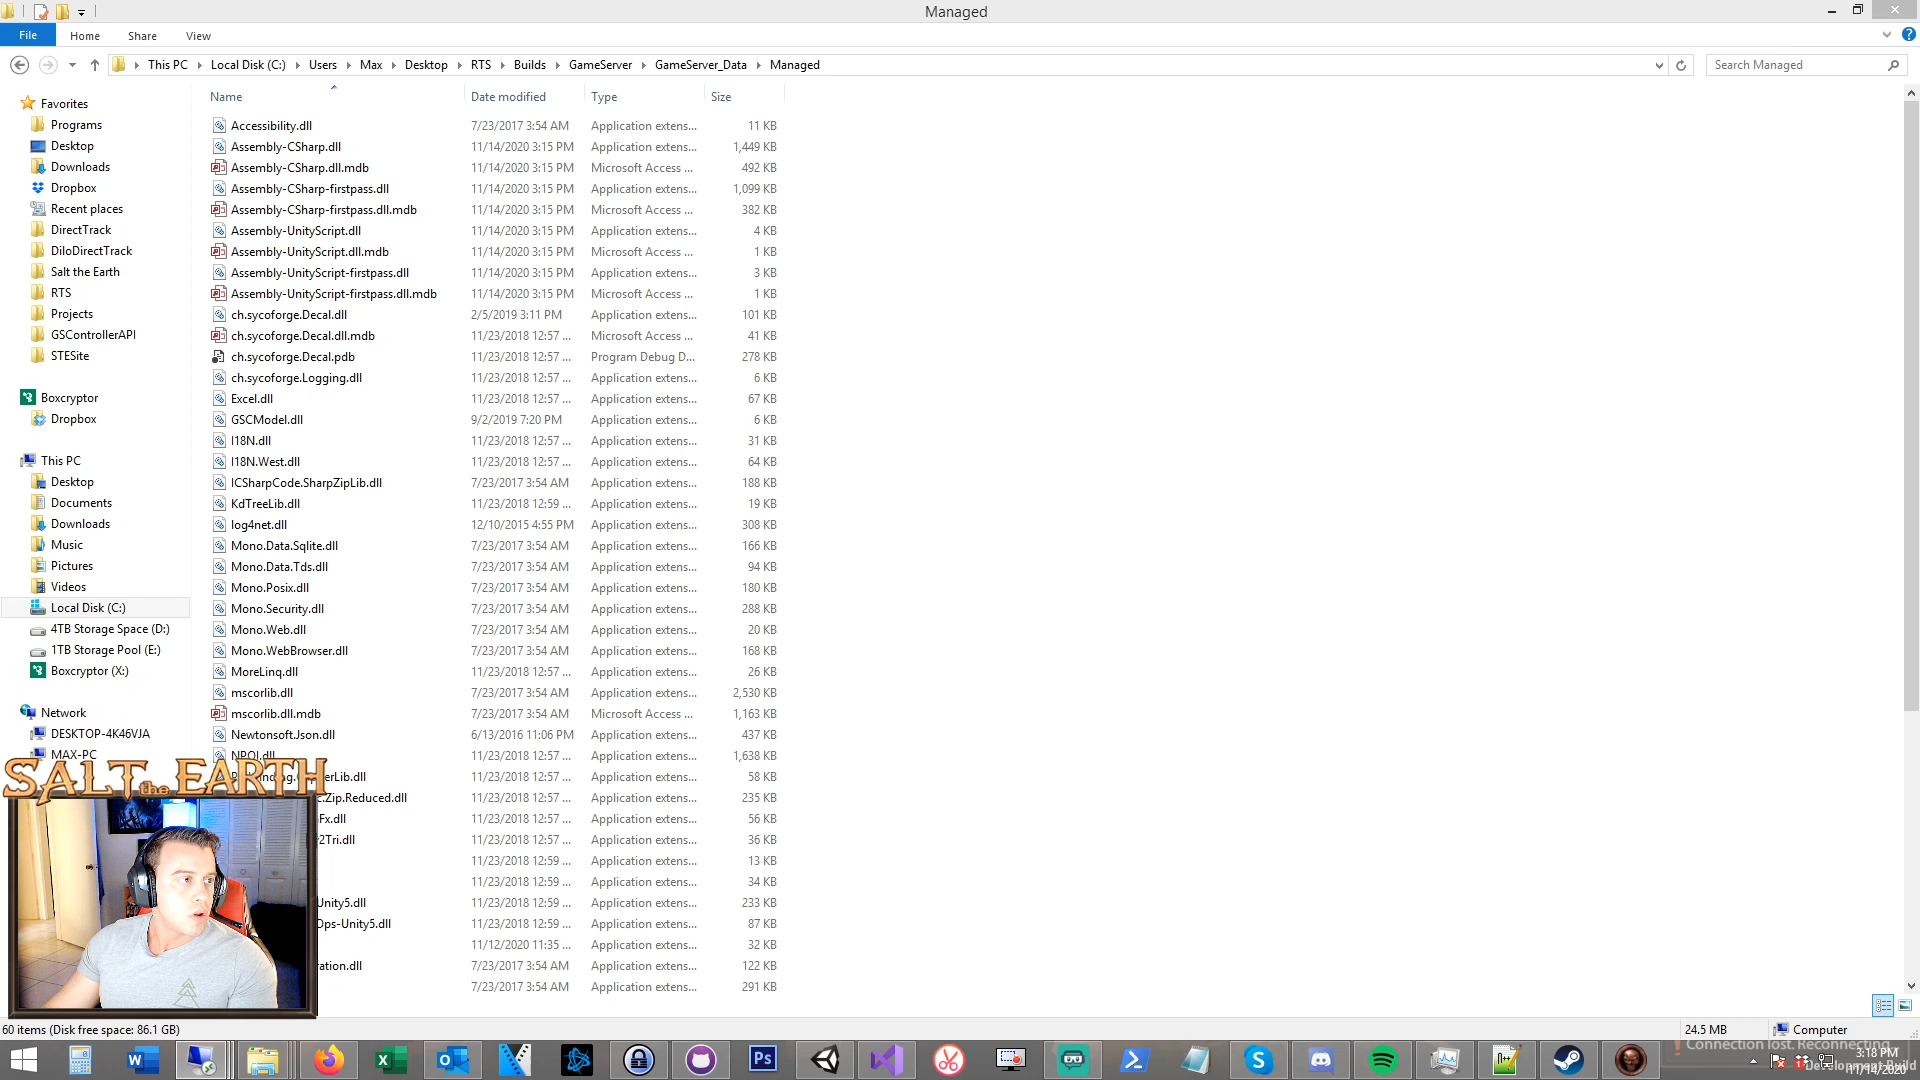 Managed
File Home Share View
This PC Local Disk (C:) Users Max Desktop RTS Builds GameServer GameServer_Data Managed Search Managed
Name Date modified Type Size
Favorites
Programs
Desktop
Downloads
Dropbox
Recent places
DirectTrack
DiloDirectTrack
Salt the Earth
RTS
Projects
GSControllerAPI
STESite
Boxcryptor
Dropbox
This PC
Desktop
Documents
Downloads
Music
Pictures
Videos
Local Disk (C:)
4TB Storage Space (D:)
1TB Storage Pool (E:)
Boxcryptor (X:)
Network
DESKTOP-4K46VJA
MAX-PC
Accessibility.dll 7/23/2017 3:54 AM Application extens... 11 KB
Assembly-CSharp.dll 11/14/2020 3:15 PM Application extens... 1,449 KB
Assembly-CSharp.dll.mdb 11/14/2020 3:15 PM Microsoft Access ... 492 KB
Assembly-CSharp-firstpass.dll 11/14/2020 3:15 PM Application extens... 1,099 KB
Assembly-CSharp-firstpass.dll.mdb 11/14/2020 3:15 PM Microsoft Access ... 382 KB
Assembly-UnityScript.dll 11/14/2020 3:15 PM Application extens... 4 KB
Assembly-UnityScript.dll.mdb 11/14/2020 3:15 PM Microsoft Access ... 1 KB
Assembly-UnityScript-firstpass.dll 11/14/2020 3:15 PM Application extens... 3 KB
Assembly-UnityScript-firstpass.dll.mdb 11/14/2020 3:15 PM Microsoft Access ... 1 KB
ch.sycoforge.Decal.dll 2/5/2019 3:11 PM Application extens... 101 KB
ch.sycoforge.Decal.dll.mdb 11/23/2018 12:57 ... Microsoft Access ... 41 KB
ch.sycoforge.Decal.pdb 11/23/2018 12:57 ... Program Debug D... 278 KB
ch.sycoforge.Logging.dll 11/23/2018 12:57 ... Application extens... 6 KB
Excel.dll 11/23/2018 12:57 ... Application extens... 67 KB
GSCModel.dll 9/2/2019 7:20 PM Application extens... 6 KB
I18N.dll 11/23/2018 12:57 ... Application extens... 31 KB
I18N.West.dll 11/23/2018 12:57 ... Application extens... 64 KB
ICSharpCode.SharpZipLib.dll 7/23/2017 3:54 AM Application extens... 188 KB
KdTreeLib.dll 11/23/2018 12:59 ... Application extens... 19 KB
log4net.dll 12/10/2015 4:55 PM Application extens... 308 KB
Mono.Data.Sqlite.dll 7/23/2017 3:54 AM Application extens... 166 KB
Mono.Data.Tds.dll 7/23/2017 3:54 AM Application extens... 94 KB
Mono.Posix.dll 7/23/2017 3:54 AM Application extens... 180 KB
Mono.Security.dll 7/23/2017 3:54 AM Application extens... 288 KB
Mono.Web.dll 7/23/2017 3:54 AM Application extens... 20 KB
Mono.WebBrowser.dll 7/23/2017 3:54 AM Application extens... 168 KB
MoreLinq.dll 11/23/2018 12:57 ... Application extens... 26 KB
mscorlib.dll 7/23/2017 3:54 AM Application extens... 2,530 KB
mscorlib.dll.mdb 7/23/2017 3:54 AM Microsoft Access ... 1,163 KB
Newtonsoft.Json.dll 6/13/2016 11:06 PM Application extens... 437 KB
NPOI.dll 11/23/2018 12:57 ... Application extens... 1,638 KB
11/23/2018 12:57 ... Application extens... 58 KB
.Zip.Reduced.dll 11/23/2018 12:57 ... Application extens... 235 KB
Fx.dll 11/23/2018 12:57 ... Application extens... 56 KB
2Tri.dll 11/23/2018 12:57 ... Application extens... 36 KB
11/23/2018 12:59 ... Application extens... 13 KB
11/23/2018 12:59 ... Application extens... 34 KB
Unity5.dll 11/23/2018 12:59 ... Application extens... 233 KB
Ops-Unity5.dll 11/23/2018 12:59 ... Application extens... 87 KB
11/12/2020 11:35 ... Application extens... 32 KB
ration.dll 7/23/2017 3:54 AM Application extens... 122 KB
7/23/2017 3:54 AM Application extens... 291 KB
SALT the EARTH
60 items (Disk free space: 86.1 GB) 24.5 MB Computer
Connection lost. Reconnecting...
3:18 PM
Development Build
11/14/2020